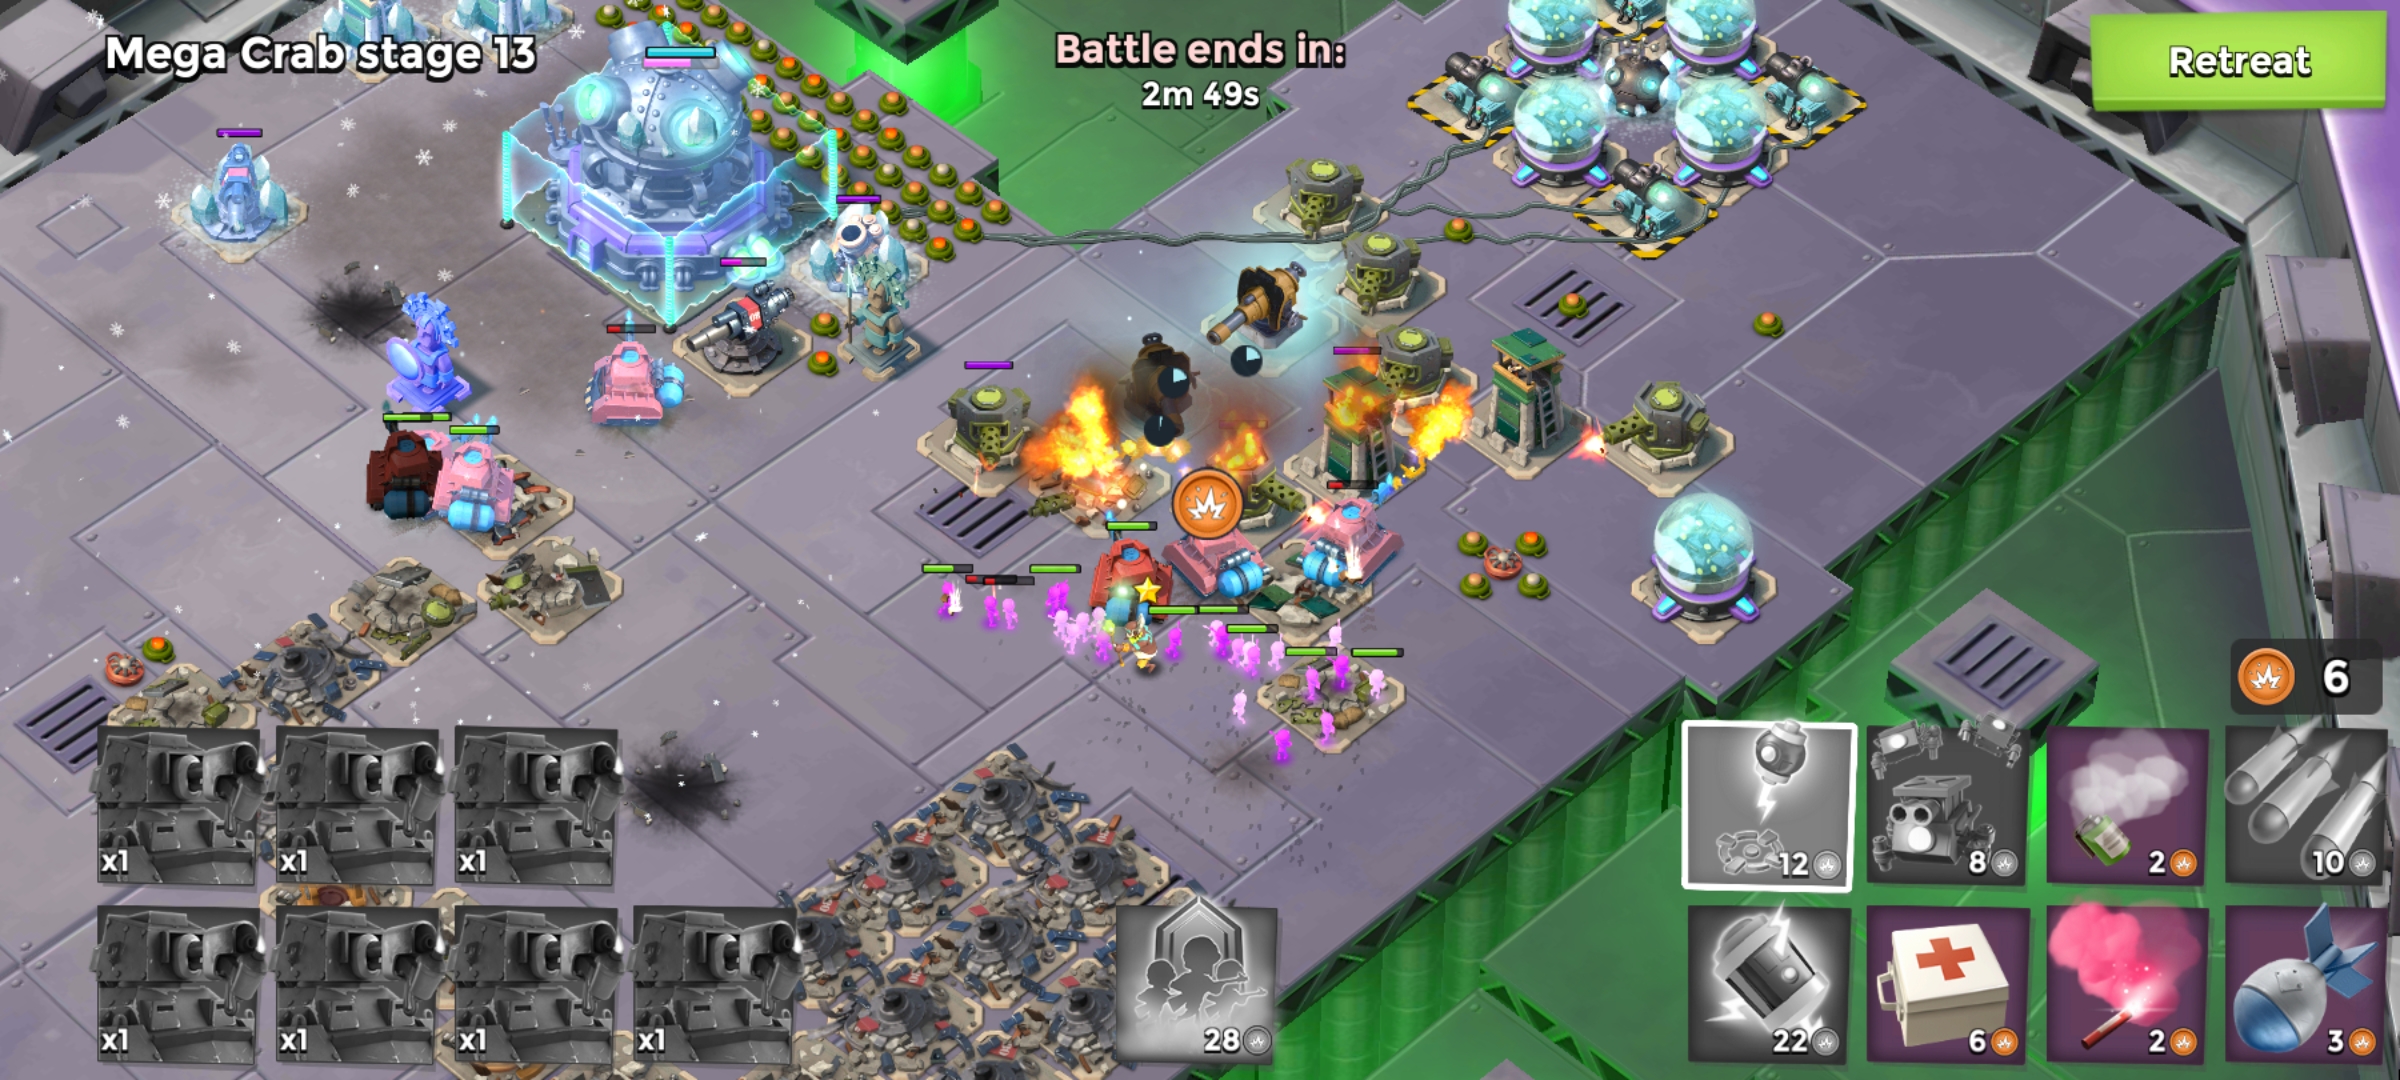 Mega Crab stage 13
Battle ends in:
2m 49s
Retreat
6
x1
x1
x1
12
8
2
10
x1
x1
x1
x1
28
22
6
2
3